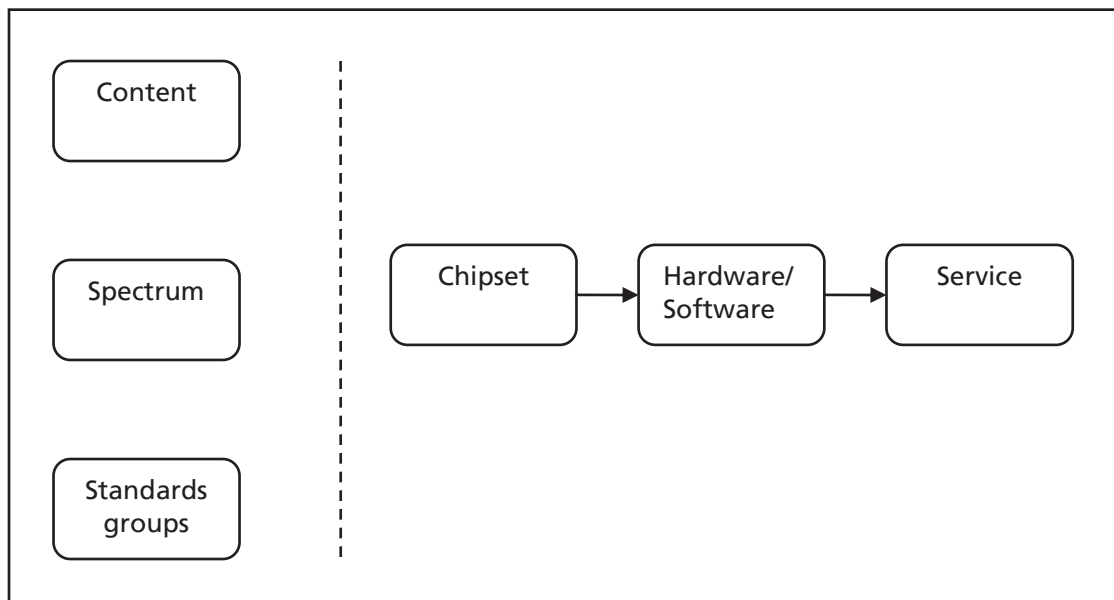 Content
Spectrum
Standards
groups
Chipset
Hardware/
Software
Service